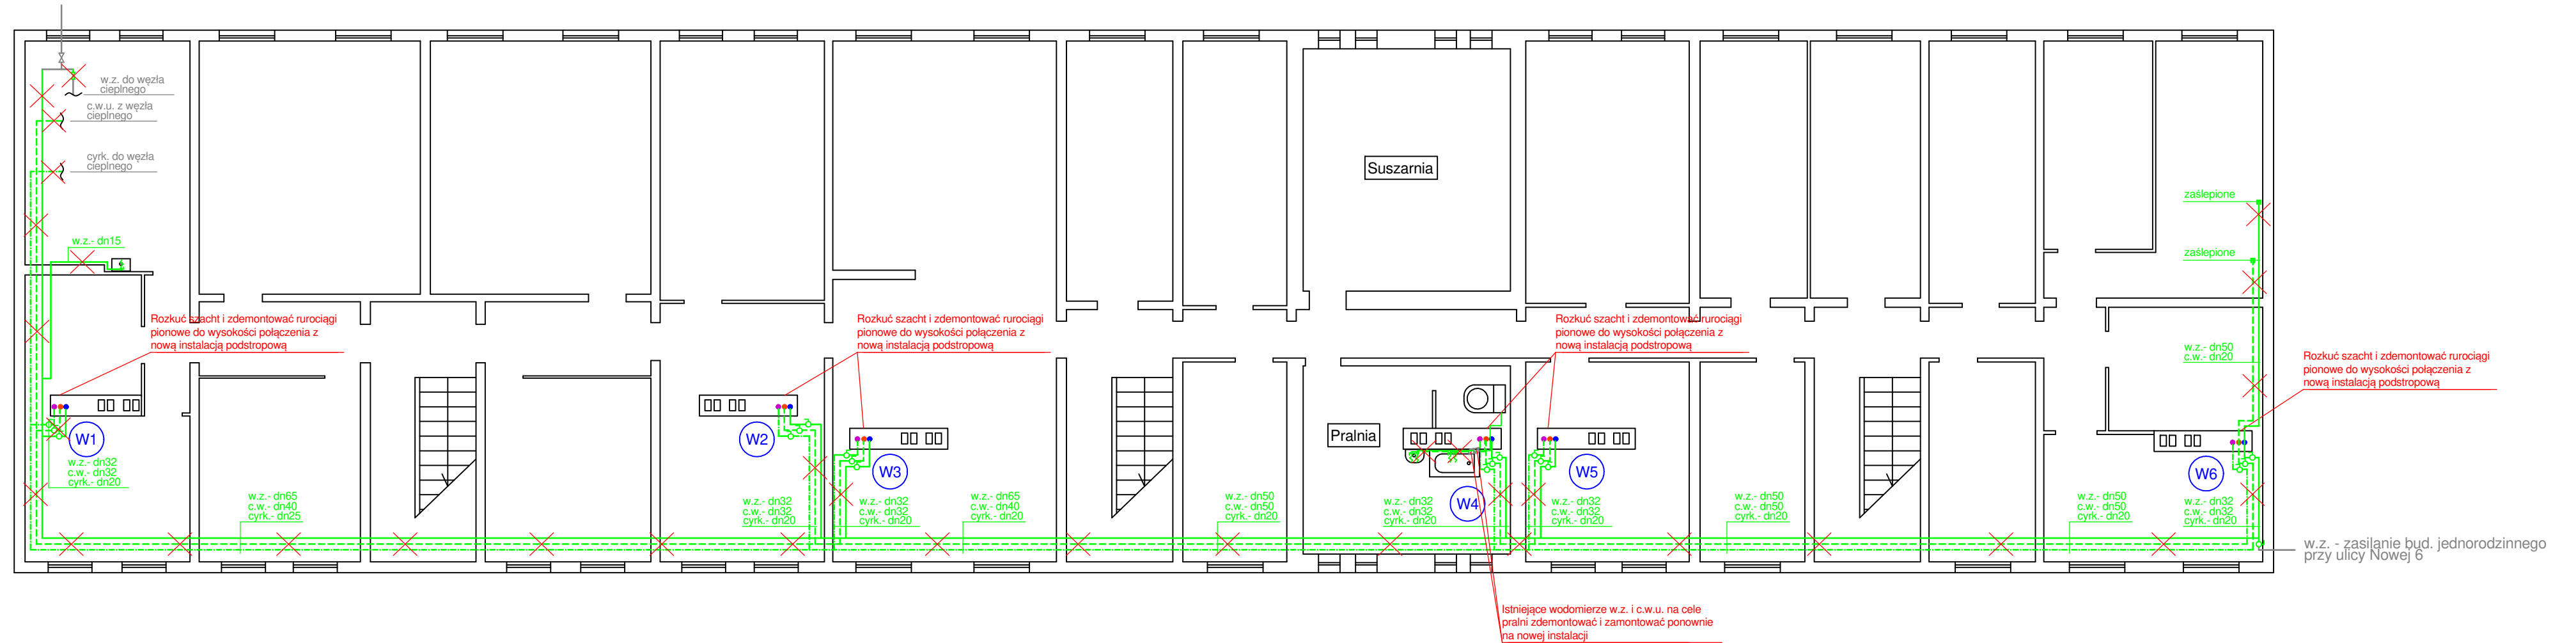 w.z. do węzła
cieplnego
c.w.u. z węzła
cieplnego
cyrk. do węzła
cieplnego
w.z.- dn15
Suszarnia
zaślepione
zaślepione
Rozkuć szacht i zdemontować rurociągi
pionowe do wysokości połączenia z
nową instalacją podstropową
Rozkuć szacht i zdemontować rurociągi
pionowe do wysokości połączenia z
nową instalacją podstropową
Rozkuć szacht i zdemontować rurociągi
pionowe do wysokości połączenia z
nową instalacją podstropową
w.z.- dn50
c.w.- dn20
Rozkuć szacht i zdemontować rurociągi
pionowe do wysokości połączenia z
nową instalacją podstropową
W1
W2
W3
Pralnia
W4
W5
W6
w.z.- dn32
c.w.- dn32
cyrk.- dn20
w.z.- dn65
c.w.- dn40
cyrk.- dn25
w.z.- dn32
c.w.- dn32
cyrk.- dn20
w.z.- dn32
c.w.- dn32
cyrk.- dn20
w.z.- dn65
c.w.- dn40
cyrk.- dn20
w.z.- dn50
c.w.- dn50
cyrk.- dn20
w.z.- dn32
c.w.- dn32
cyrk.- dn20
w.z.- dn32
c.w.- dn32
cyrk.- dn20
w.z.- dn50
c.w.- dn50
cyrk.- dn20
w.z.- dn50
c.w.- dn50
cyrk.- dn20
w.z.- dn32
c.w.- dn32
cyrk.- dn20
w.z. - zasilanie bud. jednorodzinnego
przy ulicy Nowej 6
Istniejące wodomierze w.z. i c.w.u. na cele
pralni zdemontować i zamontować ponownie
na nowej instalacji